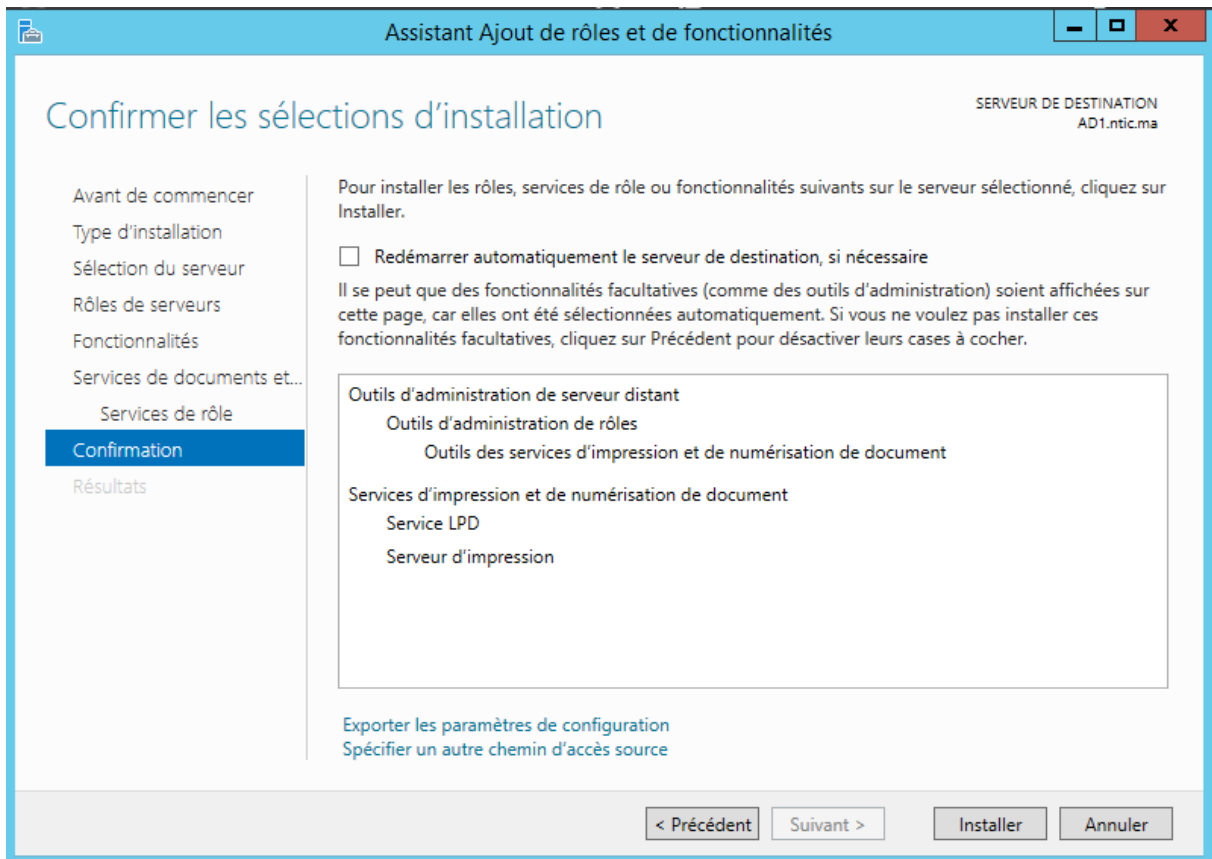 Assistant Ajout de rôles et de fonctionnalités
Confirmer les sélections d'installation
SERVEUR DE DESTINATION
AD1.ntic.ma
Avant de commencer
Type d'installation
Sélection du serveur
Rôles de serveurs
Fonctionnalités
Services de documents et...
Services de rôle
Confirmation
Résultats
Pour installer les rôles, services de rôle ou fonctionnalités suivants sur le serveur sélectionné, cliquez sur
Installer.
Redémarrer automatiquement le serveur de destination, si nécessaire
Il se peut que des fonctionnalités facultatives (comme des outils d'administration) soient affichées sur
cette page, car elles ont été sélectionnées automatiquement. Si vous ne voulez pas installer ces
fonctionnalités facultatives, cliquez sur Précédent pour désactiver leurs cases à cocher.
Outils d'administration de serveur distant
Outils d'administration de rôles
Outils des services d'impression et de numérisation de document
Services d'impression et de numérisation de document
Service LPD
Serveur d'impression
Exporter les paramètres de configuration
Spécifier un autre chemin d'accès source
< Précédent Suivant > Installer Annuler